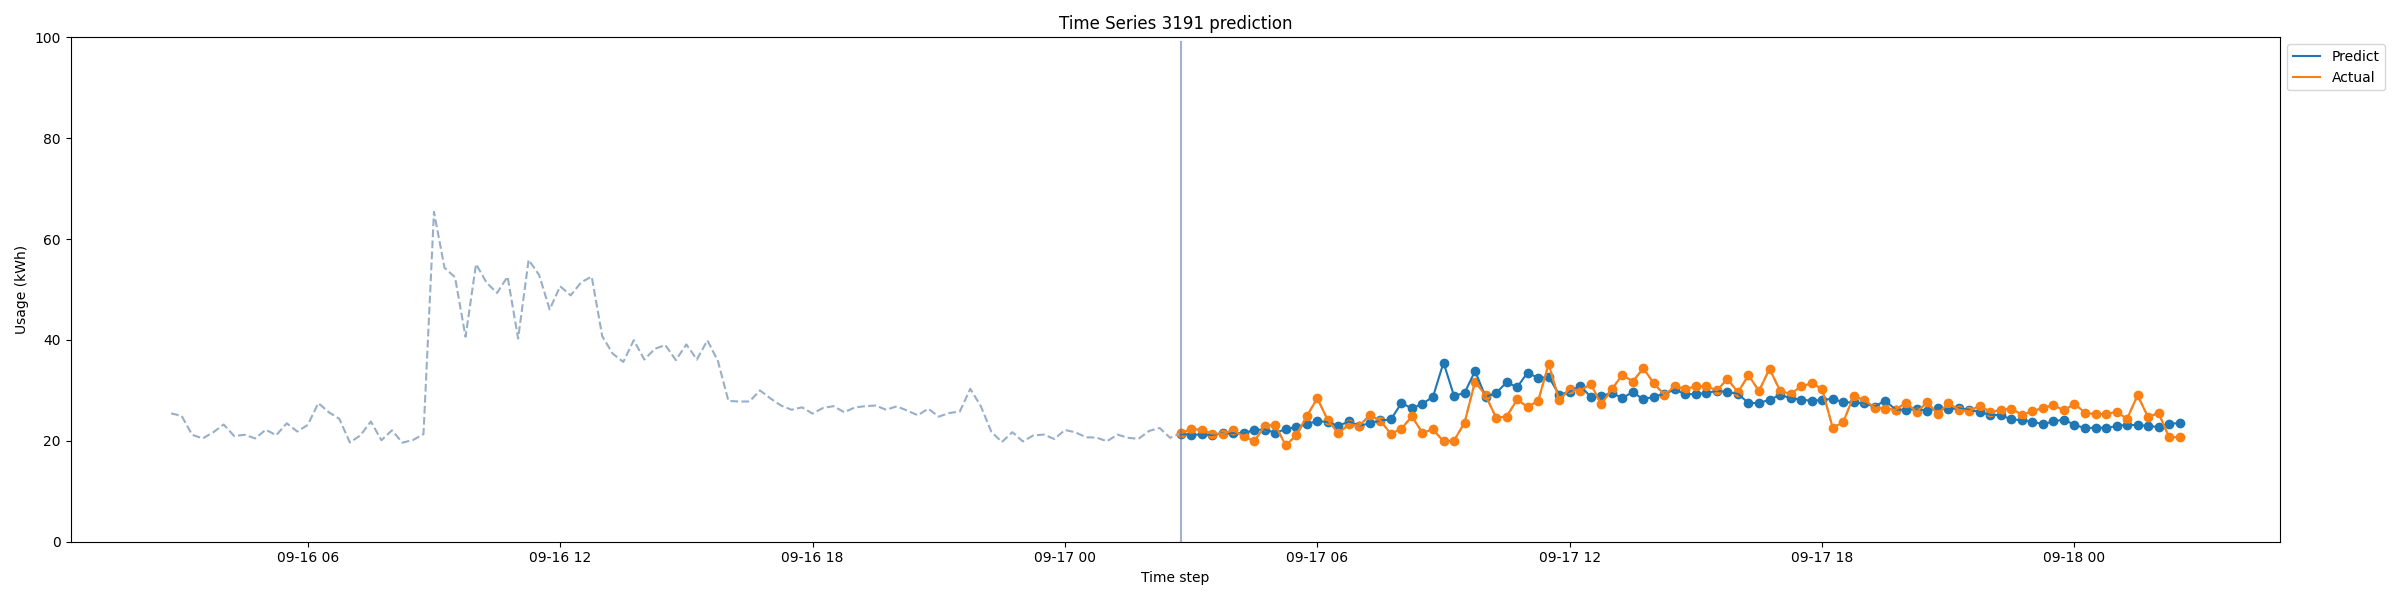 Time Series 3191 prediction
100
80
60
40
20
0
Usage (kWh)
09-16 06
09-16 12
09-16 18
09-17 00
09-17 06
09-17 12
09-17 18
09-18 00
Time step
Predict
Actual